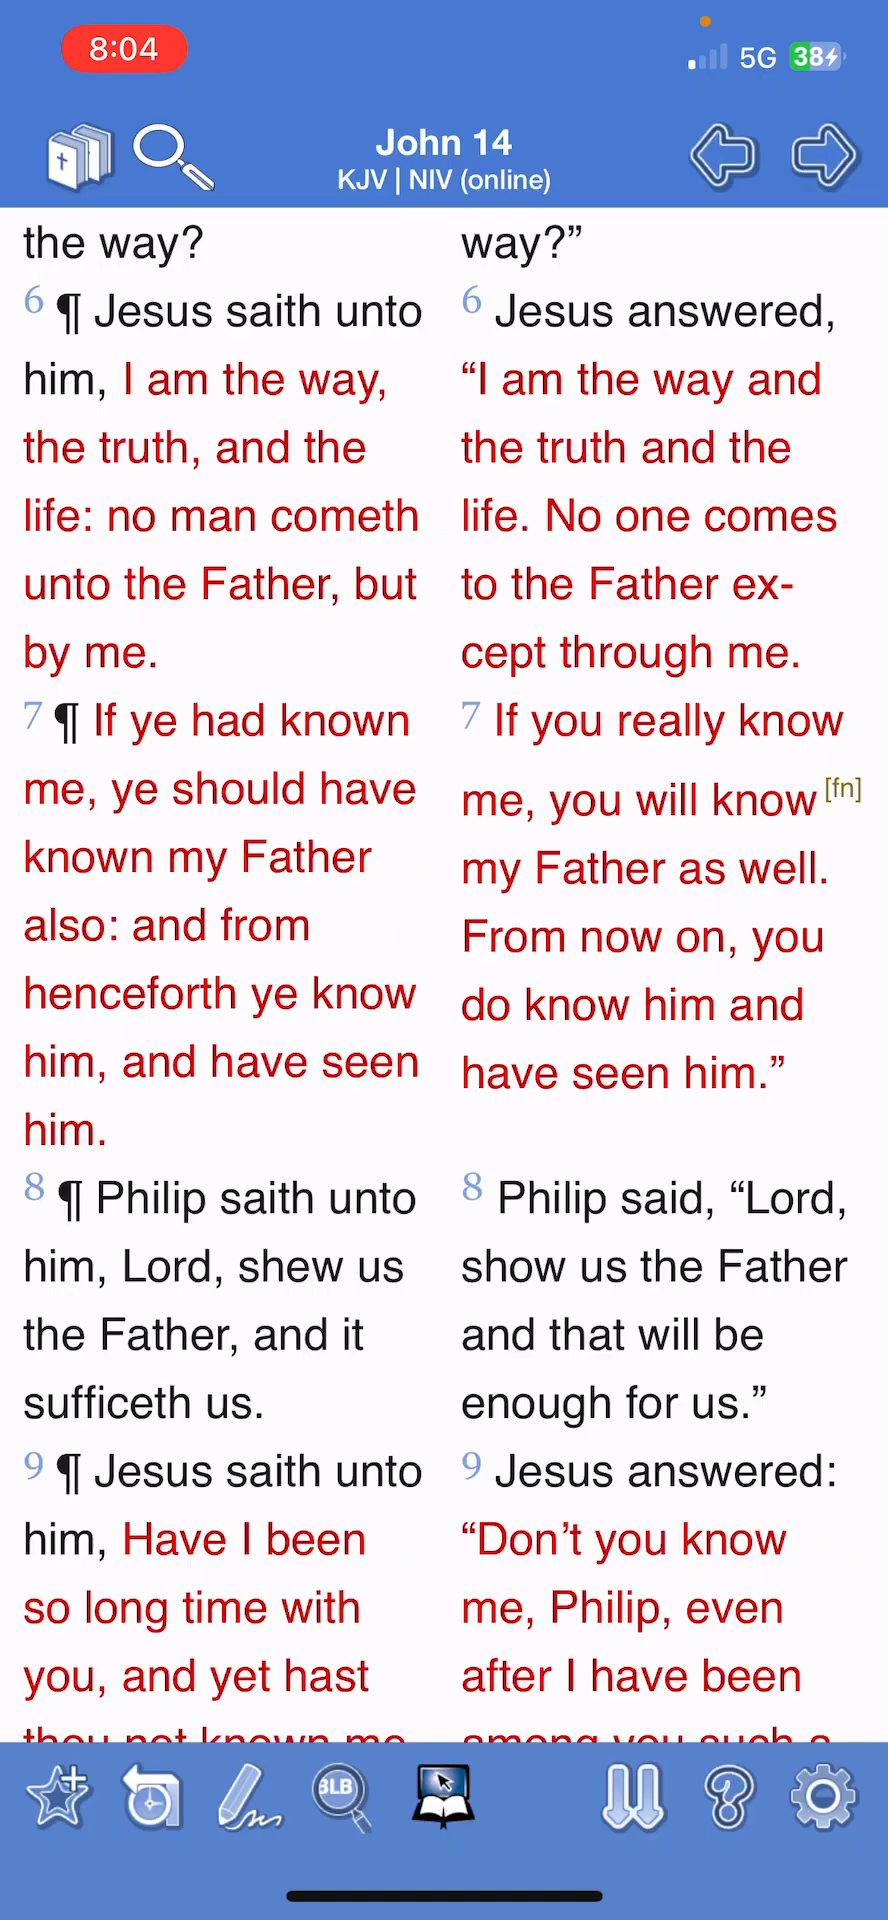 8:04
5G 38
John 14
KJV | NIV (online)
the way?
6 ¶ Jesus saith unto
him, I am the way,
the truth, and the
life: no man cometh
unto the Father, but
by me.
7 ¶ If ye had known
me, ye should have
known my Father
also: and from
henceforth ye know
him, and have seen
him.
8 ¶ Philip saith unto
him, Lord, shew us
the Father, and it
sufficeth us.
9 ¶ Jesus saith unto
him, Have I been
so long time with
you, and yet hast
thou not known me
way?”
6 Jesus answered,
“I am the way and
the truth and the
life. No one comes
to the Father ex-
cept through me.
7 If you really know
me, you will know [fn]
my Father as well.
From now on, you
do know him and
have seen him.”
8 Philip said, “Lord,
show us the Father
and that will be
enough for us.”
9 Jesus answered:
“Don’t you know
me, Philip, even
after I have been
among you such a
BLB